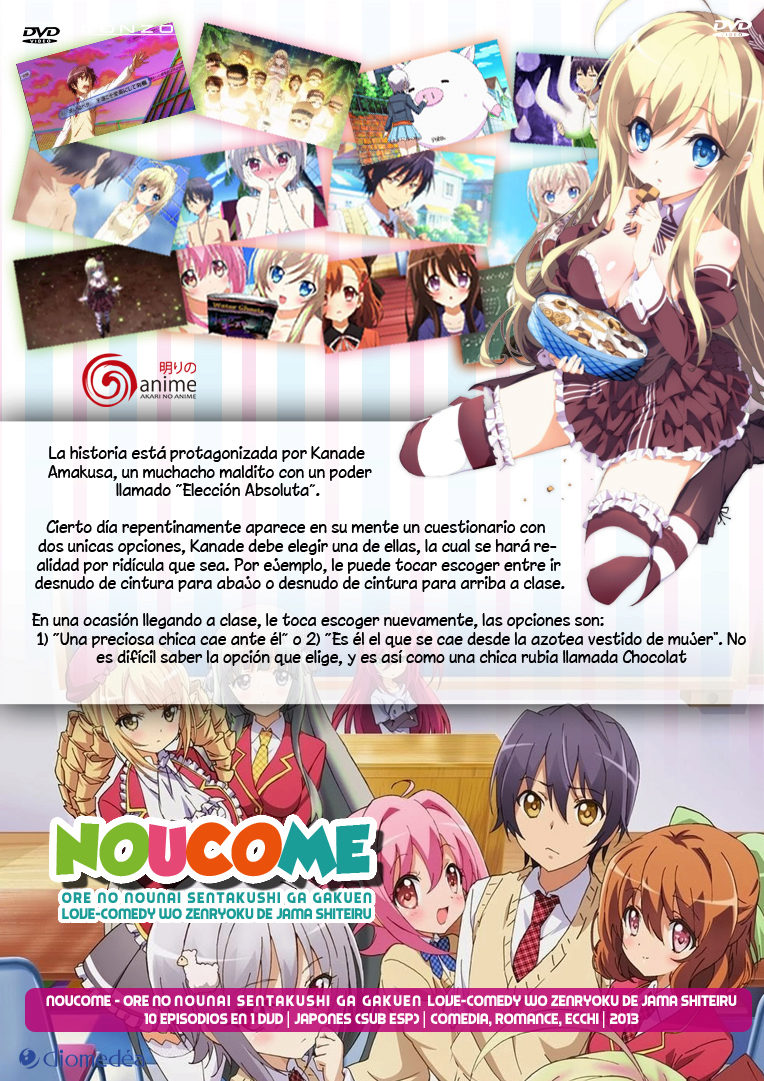 DVD
VIDEO
DVD
VIDEO
Water Ghosts
明りの
anime
AKARI NO ANIME
La historia está protagonizada por Kanade
Amakusa, un muchacho maldito con un poder
llamado "Elección Absoluta".
Cierto día repentinamente aparece en su mente un cuestionario con
dos unicas opciones, Kanade debe elegir una de ellas, la cual se hará re-
alidad por ridícula que sea. Por ejemplo, le puede tocar escoger entre ir
desnudo de cintura para abajo o desnudo de cintura para arriba a clase.
En una ocasión llegando a clase, le toca escoger nuevamente, las opciones son:
1) "Una preciosa chica cae ante él" o 2) "Es él el que se cae desde la azotea vestido de mujer". No
es difícil saber la opción que elige, y es así como una chica rubia llamada Chocolat
NOUCOME
ORE NO NOUNAI SENTAKUSHI GA GAKUEN
LOVE-COMEDY WO ZENRYOKU DE JAMA SHITEIRU
NOUCOME - ORE NO NOUNAI SENTAKUSHI GA GAKUEN LOVE-COMEDY WO ZENRYOKU DE JAMA SHITEIRU
10 EPISODIOS EN 1 DVD | JAPONES (SUB ESP) | COMEDIA, ROMANCE, ECCHI | 2013
diomedéa